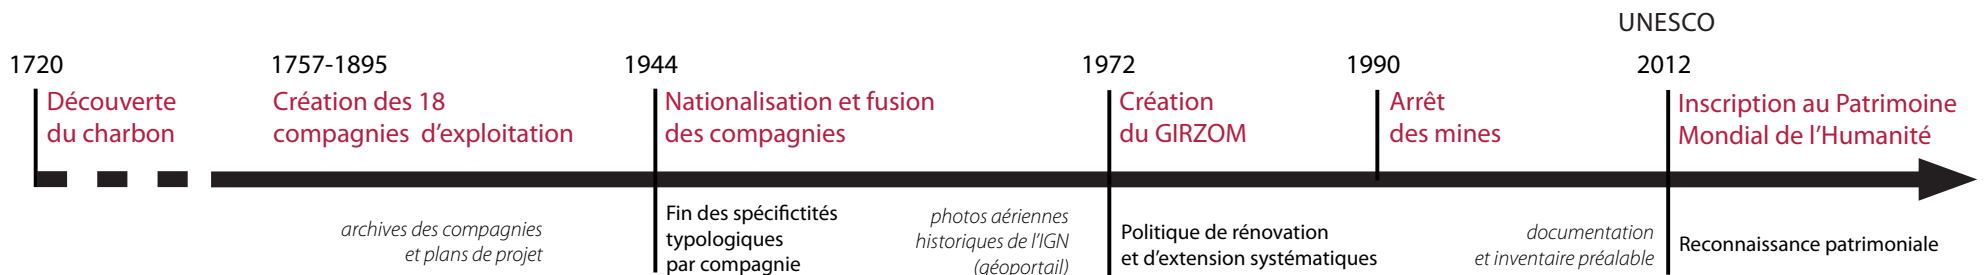 UNESCO
1720
1757-1895
1944
1972
1990
2012
Découverte
du charbon
Création des 18
compagnies d'exploitation
Nationalisation et fusion
des compagnies
Création
du GIRZOM
Arrêt
des mines
Inscription au Patrimoine
Mondial de l'Humanité
archives des compagnies
et plans de projet
Fin des spécifictités
typologiques
par compagnie
photos aériennes
historiques de l'IGN
(géoportail)
Politique de rénovation
et d'extension systématiques
documentation
et inventaire préalable
Reconnaissance patrimoniale